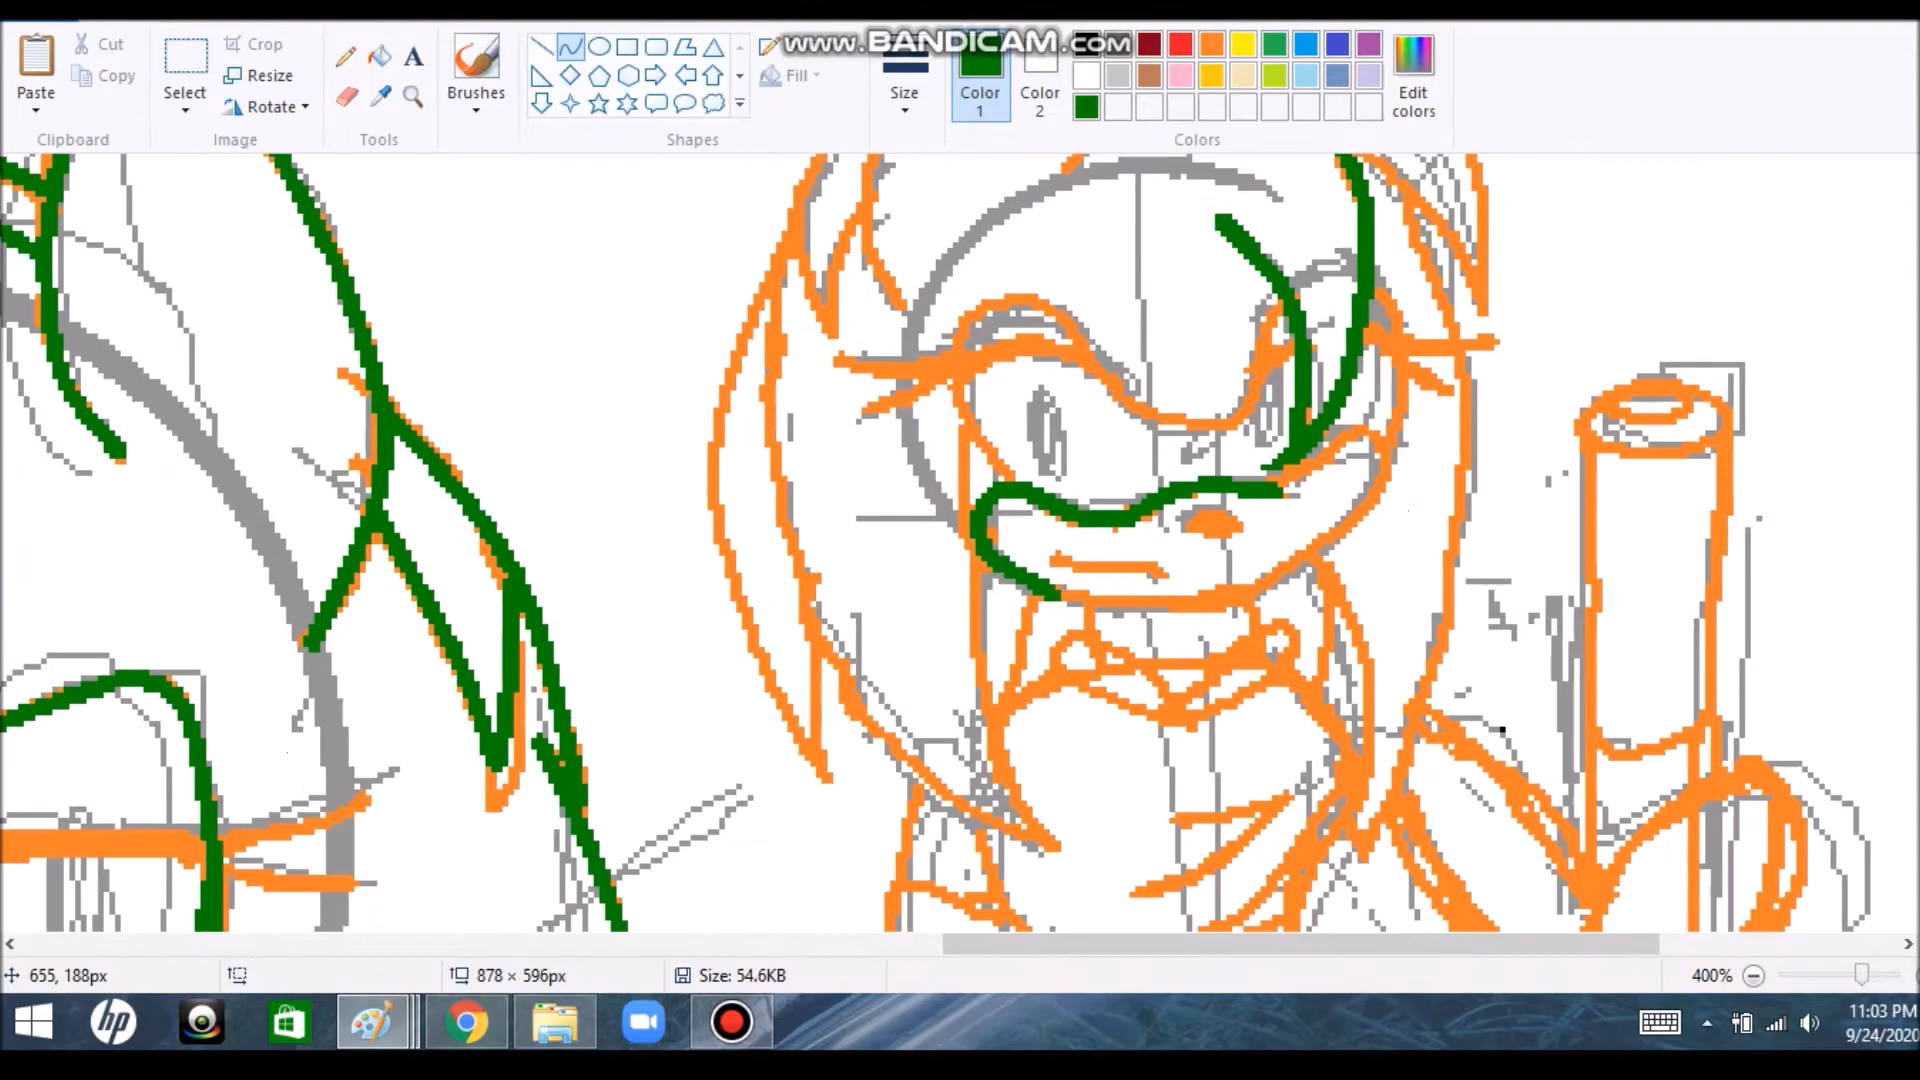 www.BANDICAM.com
Paste
Cut
Copy
Clipboard
Select
Crop
Resize
Rotate
Image
A
Tools
Brushes
Shapes
Fill
Size
Color
1
Color
2
Edit
colors
Colors
655, 188px
878 × 596px
Size: 54.6KB
400%
hp
11:03 PM
9/24/2020